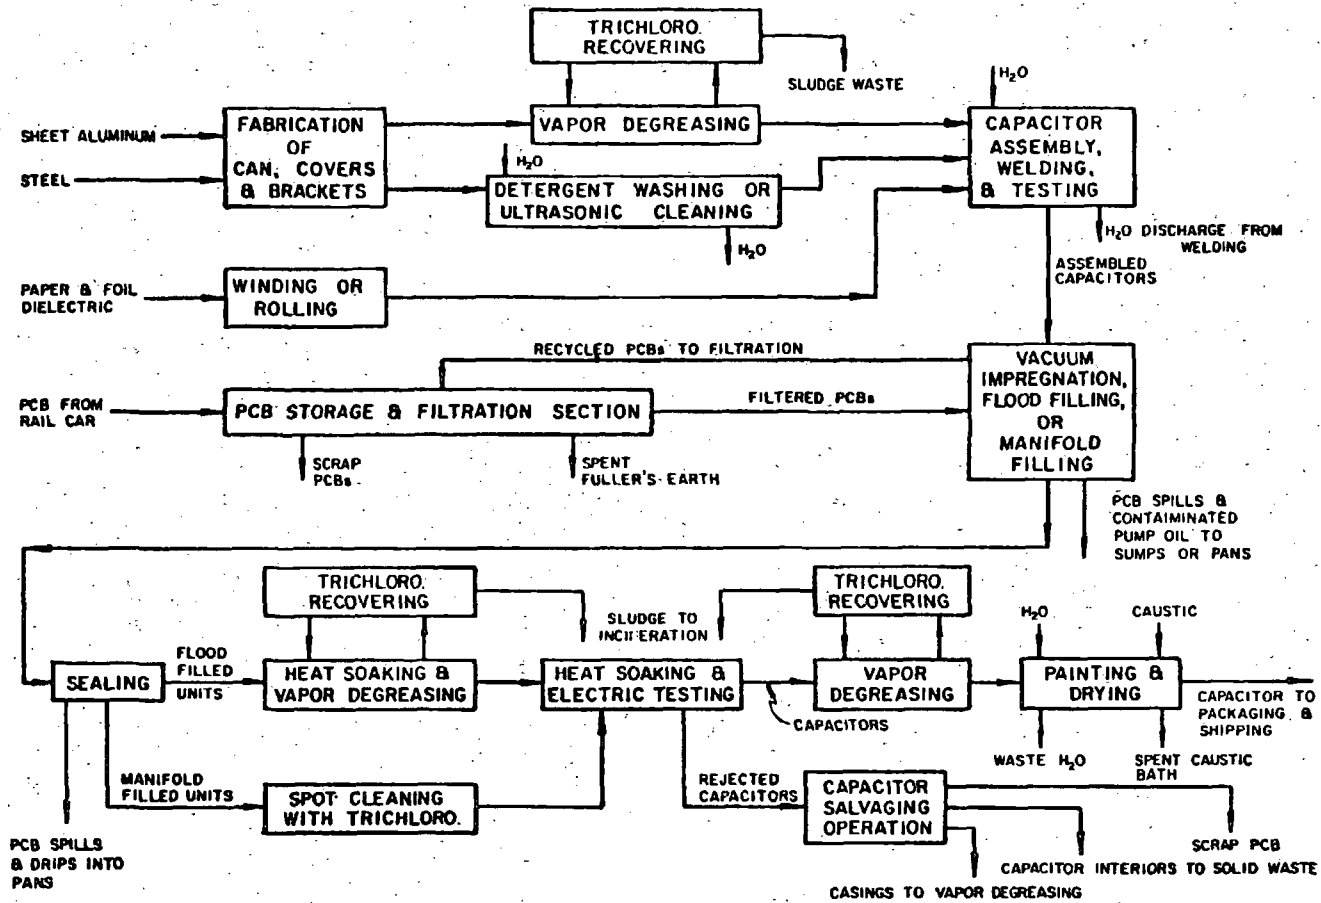 TRICHLORO.
RECOVERING
SLUDGE WASTE
H2O
SHEET ALUMINUM
STEEL
FABRICATION
OF
CAN, COVERS
& BRACKETS
VAPOR DEGREASING
H2O
DETERGENT WASHING OR
ULTRASONIC CLEANING
H2O
CAPACITOR
ASSEMBLY,
WELDING,
& TESTING
H2O DISCHARGE FROM
WELDING
ASSEMBLED
CAPACITORS
PAPER & FOIL
DIELECTRIC
WINDING OR
ROLLING
RECYCLED PCBs TO FILTRATION
PCB FROM
RAIL CAR
PCB STORAGE & FILTRATION SECTION
FILTERED PCBs
SCRAP
PCBs
SPENT
FULLER'S EARTH
VACUUM
IMPREGNATION,
FLOOD FILLING,
OR
MANIFOLD
FILLING
PCB SPILLS &
CONTAIMINATED
PUMP OIL TO
SUMPS OR PANS
TRICHLORO.
RECOVERING
SLUDGE TO
INCIFERATION
TRICHLORO.
RECOVERING
H2O
CAUSTIC
SEALING
FLOOD
FILLED
UNITS
HEAT SOAKING &
VAPOR DEGREASING
HEAT SOAKING &
ELECTRIC TESTING
CAPACITORS
VAPOR
DEGREASING
PAINTING &
DRYING
CAPACITOR TO
PACKAGING &
SHIPPING
WASTE H2O
SPENT CAUSTIC
BATH
MANIFOLD
FILLED UNITS
SPOT CLEANING
WITH TRICHLORO.
REJECTED
CAPACITORS
CAPACITOR
SALVAGING
OPERATION
PCB SPILLS
& DRIPS INTO
PANS
SCRAP PCB
CAPACITOR INTERIORS TO SOLID WASTE
CASINGS TO VAPOR DEGREASING